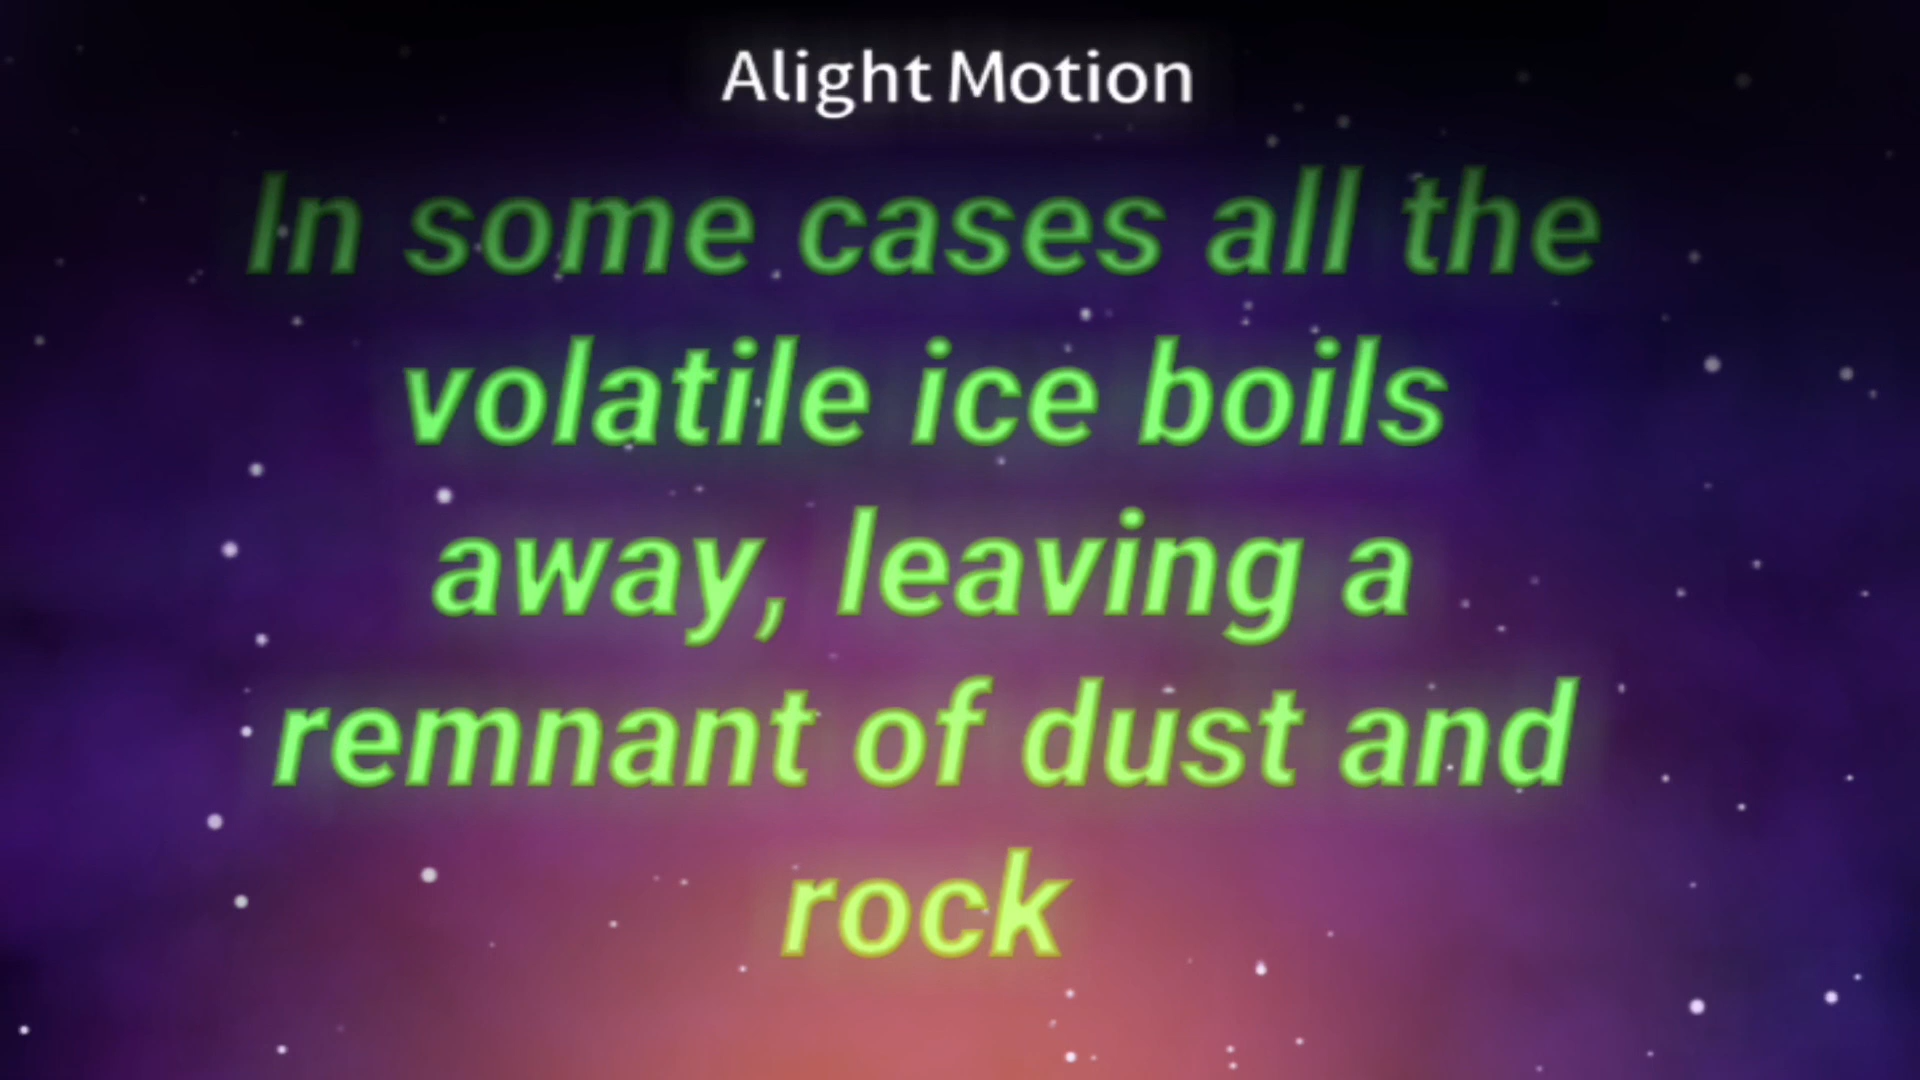 Alight Motion
In some cases all the
volatile ice boils
away, leaving a
remnant of dust and
rock